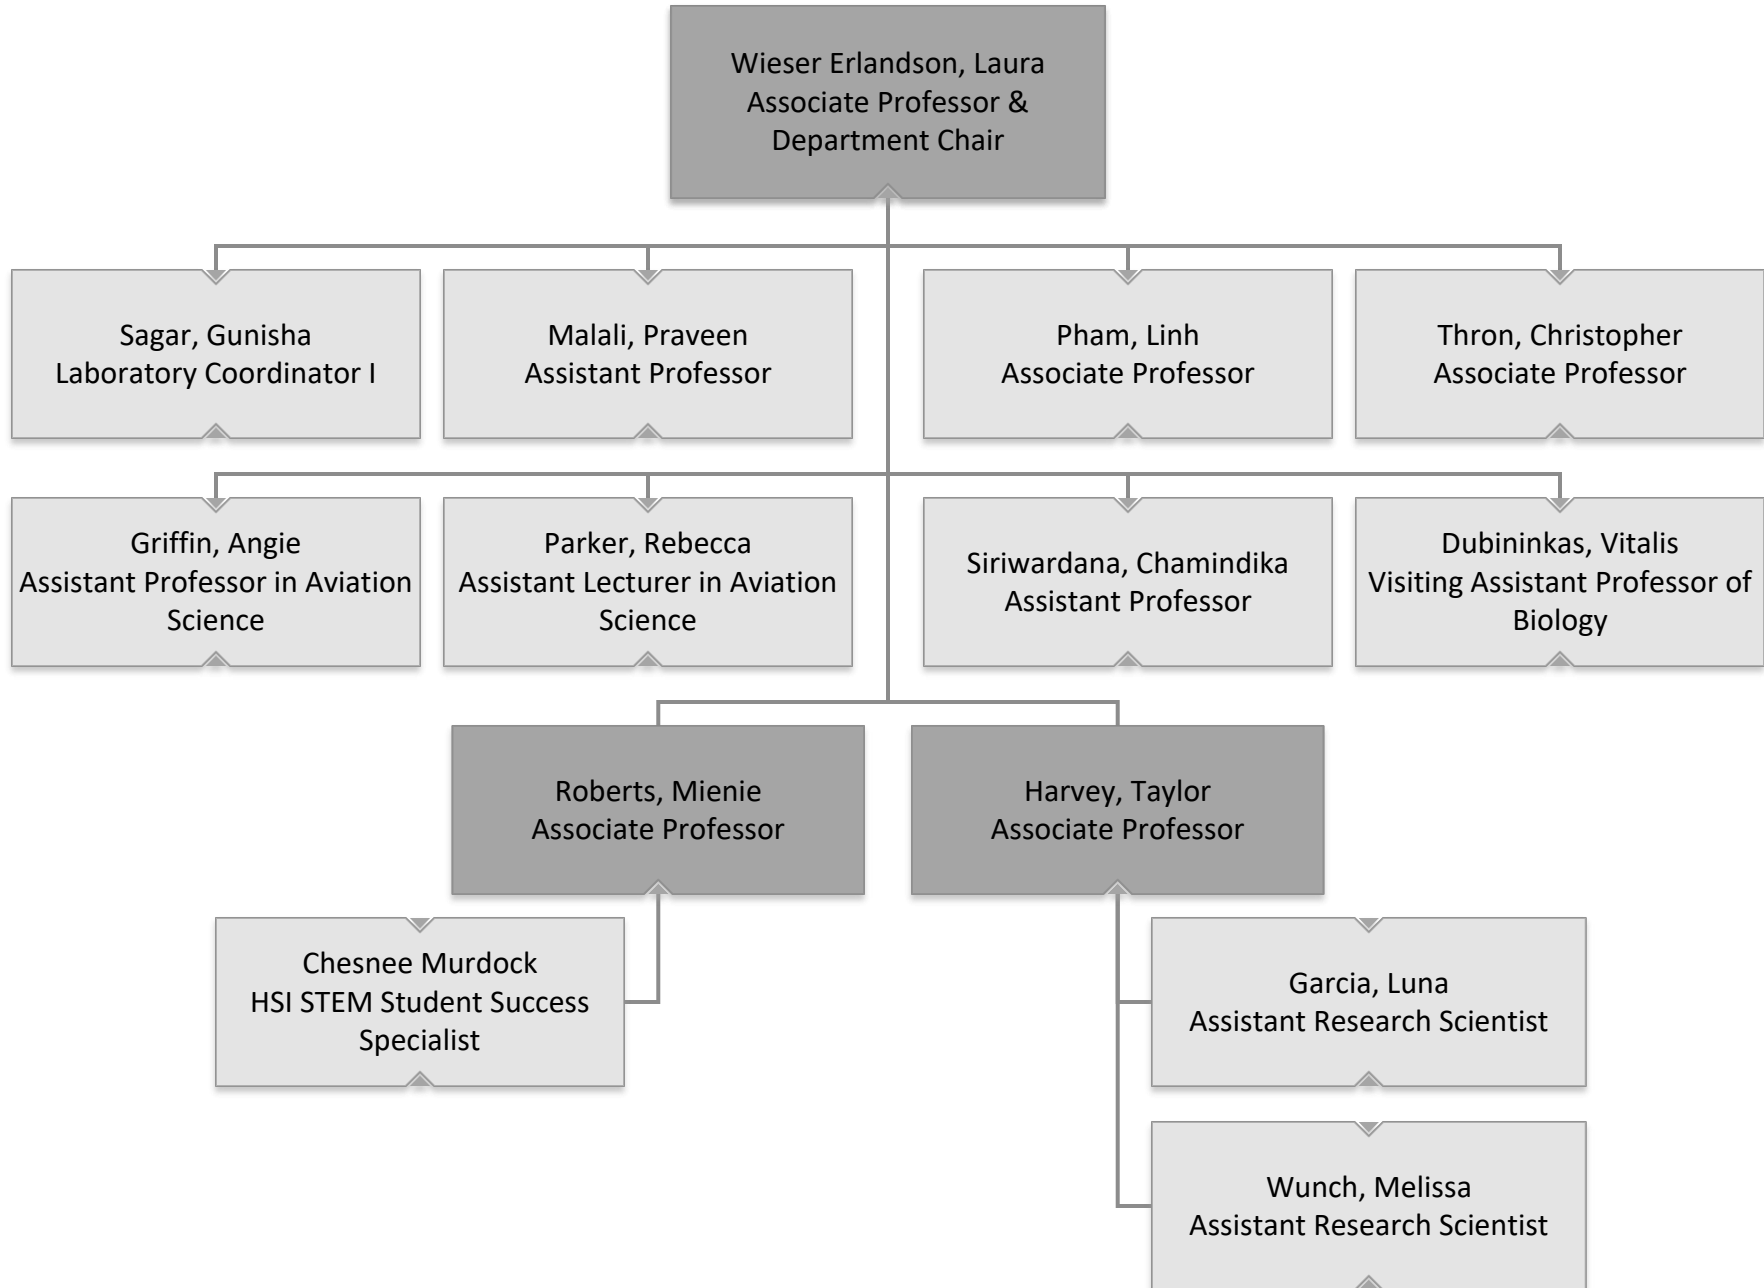 Wieser Erlandson, Laura
Associate Professor &
Department Chair
Sagar, Gunisha
Laboratory Coordinator I
Malali, Praveen
Assistant Professor
Pham, Linh
Associate Professor
Thron, Christopher
Associate Professor
Griffin, Angie
Assistant Professor in Aviation
Science
Parker, Rebecca
Assistant Lecturer in Aviation
Science
Siriwardana, Chamindika
Assistant Professor
Dubininkas, Vitalis
Visiting Assistant Professor of
Biology
Roberts, Mienie
Associate Professor
Harvey, Taylor
Associate Professor
Chesnee Murdock
HSI STEM Student Success
Specialist
Garcia, Luna
Assistant Research Scientist
Wunch, Melissa
Assistant Research Scientist